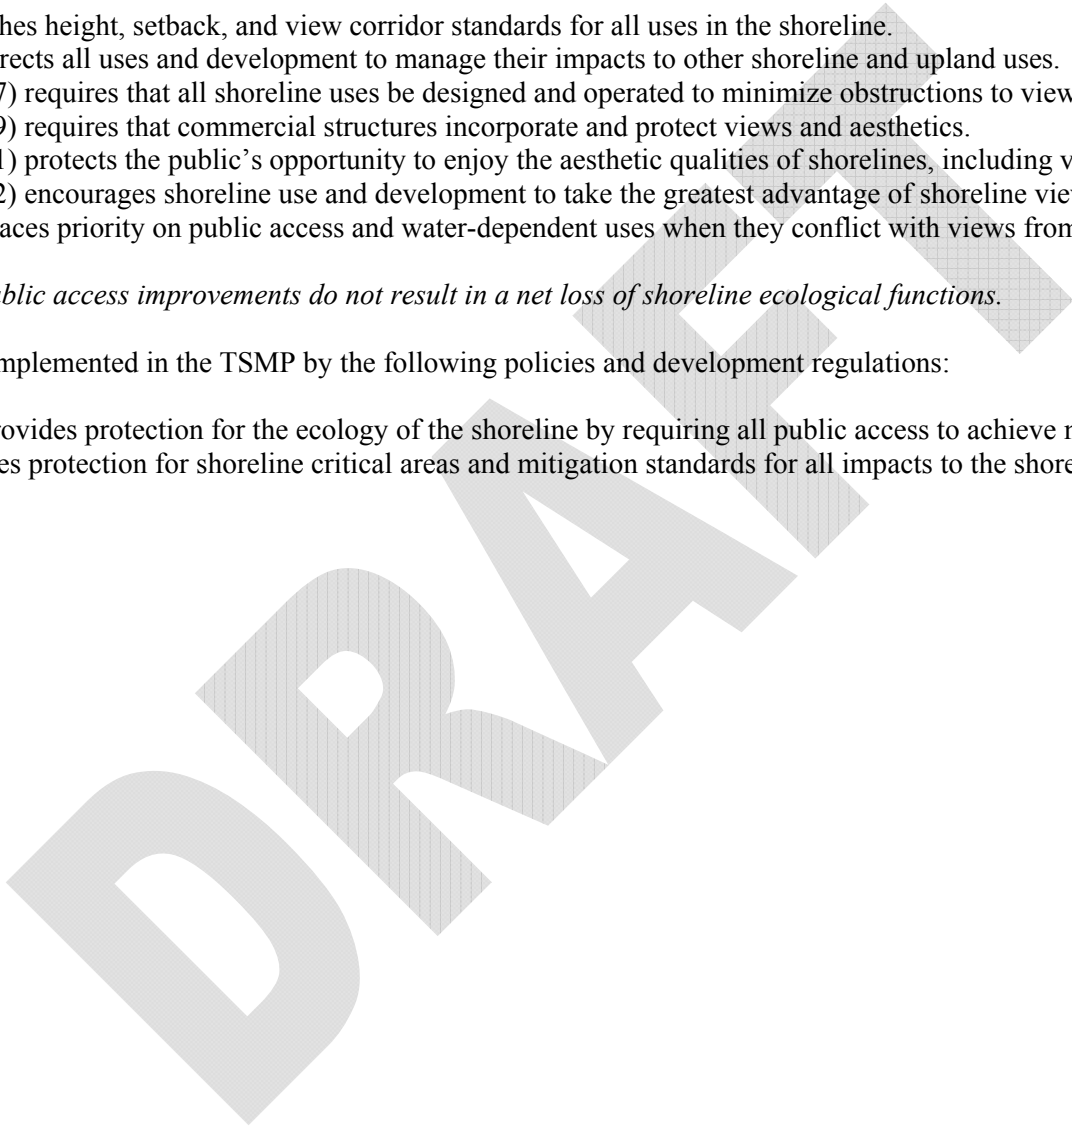 hes height, setback, and view corridor standards for all uses in the shoreline.
rects all uses and development to manage their impacts to other shoreline and upland uses.
7) requires that all shoreline uses be designed and operated to minimize obstructions to view
9) requires that commercial structures incorporate and protect views and aesthetics.
1) protects the public’s opportunity to enjoy the aesthetic qualities of shorelines, including v
2) encourages shoreline use and development to take the greatest advantage of shoreline vie
aces priority on public access and water-dependent uses when they conflict with views from
ublic access improvements do not result in a net loss of shoreline ecological functions.
mplemented in the TSMP by the following policies and development regulations:
rovides protection for the ecology of the shoreline by requiring all public access to achieve n
es protection for shoreline critical areas and mitigation standards for all impacts to the shore
DRAFT